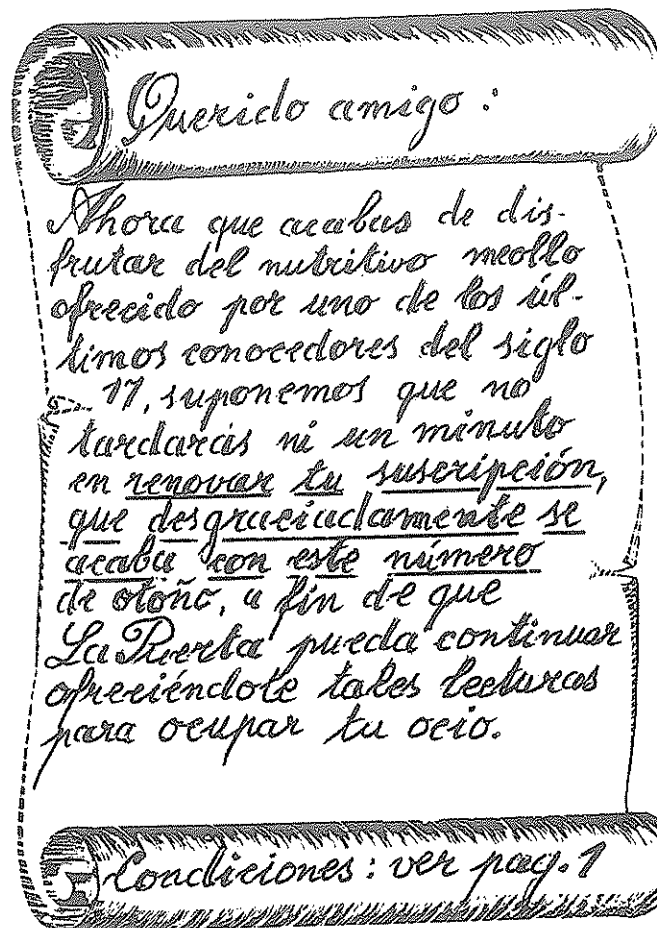 Querido amigo:
Ahora que acabas de dis-
frutar del nutritivo meollo
ofrecido por uno de los úl-
timos conocedores del siglo
17, suponemos que no
tardarás ni un minuto
en renovar tu suscripción,
que desgraciadamente se
acaba con este número
de otoño, a fin de que
La Puerta pueda continuar
ofreciéndote tales lecturas
para ocupar tu ocio.
Condiciones: ver pag. 1